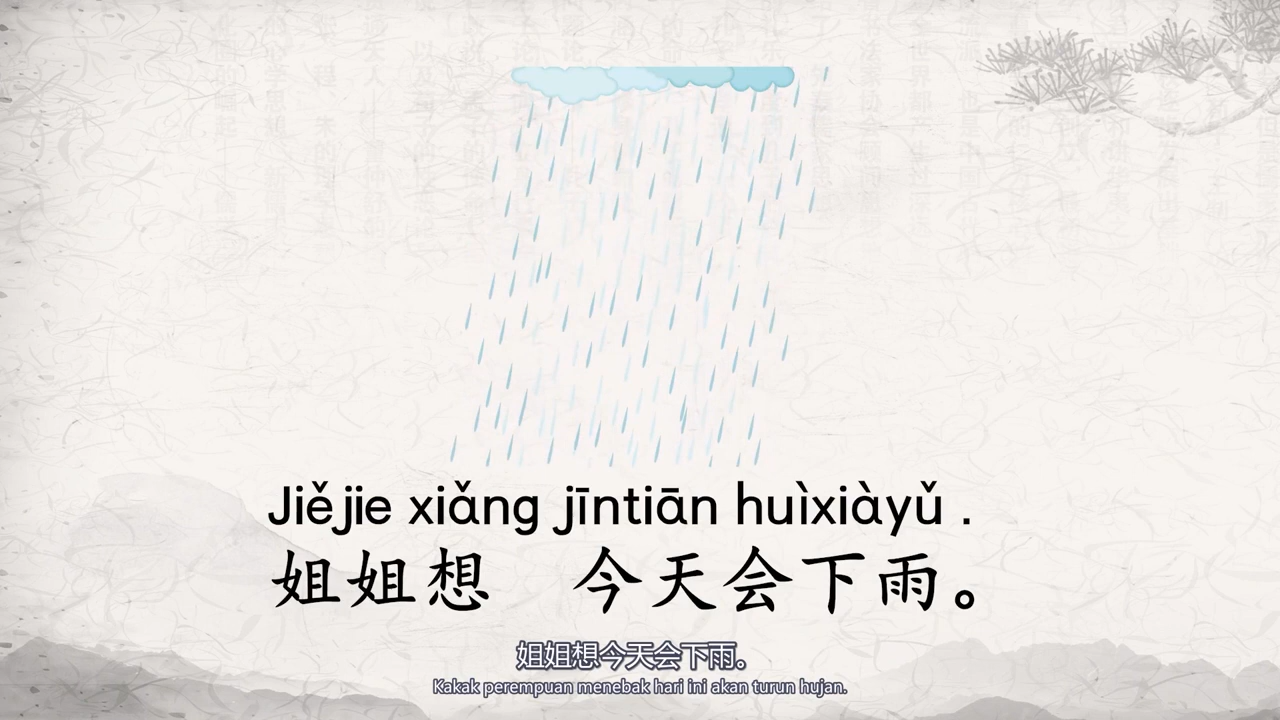 Jiějie xiǎng jīntiān huìxiàyǔ .
姐姐想 今天会下雨。
姐姐想今天会下雨。
Kakak perempuan menebak hari ini akan turun hujan.